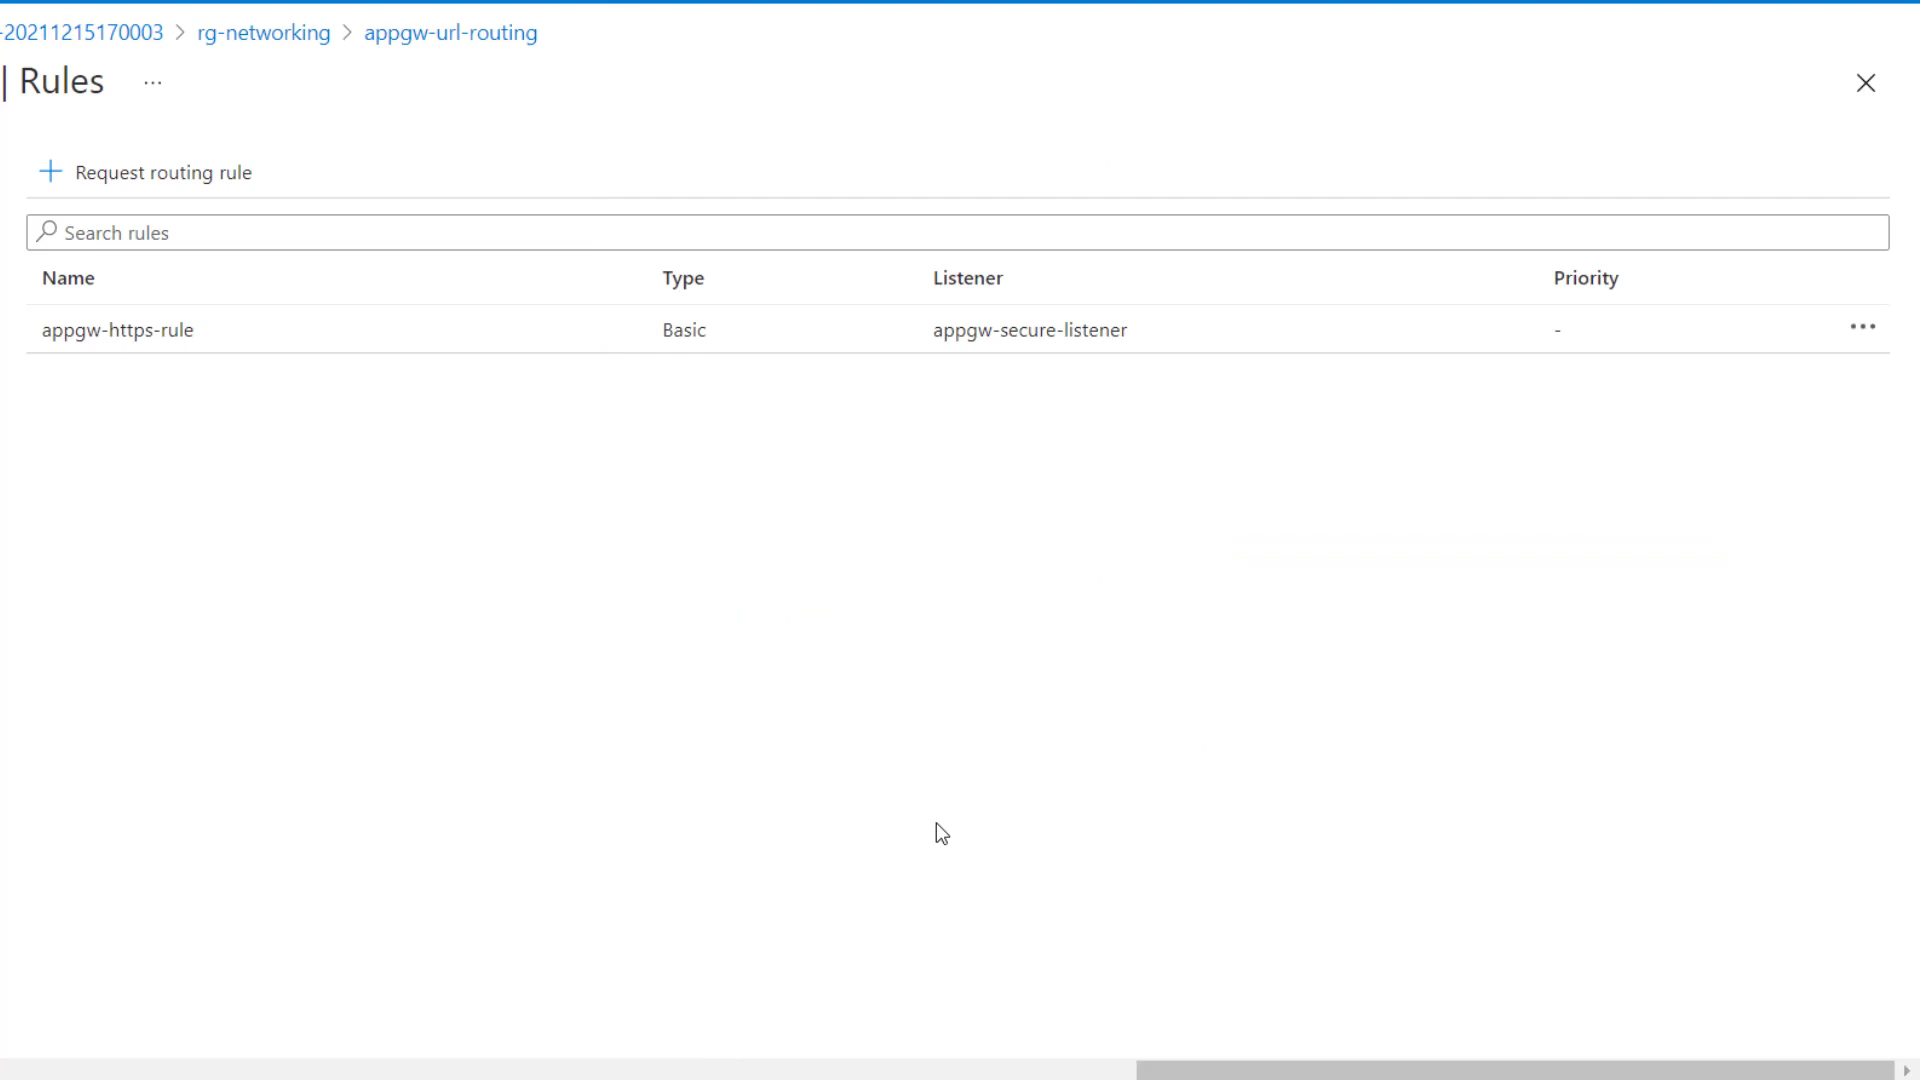 -20211215170003 > rg-networking > appgw-url-routing
| Rules ...
+ Request routing rule
Search rules
Name Type Listener Priority
appgw-https-rule Basic appgw-secure-listener - ...